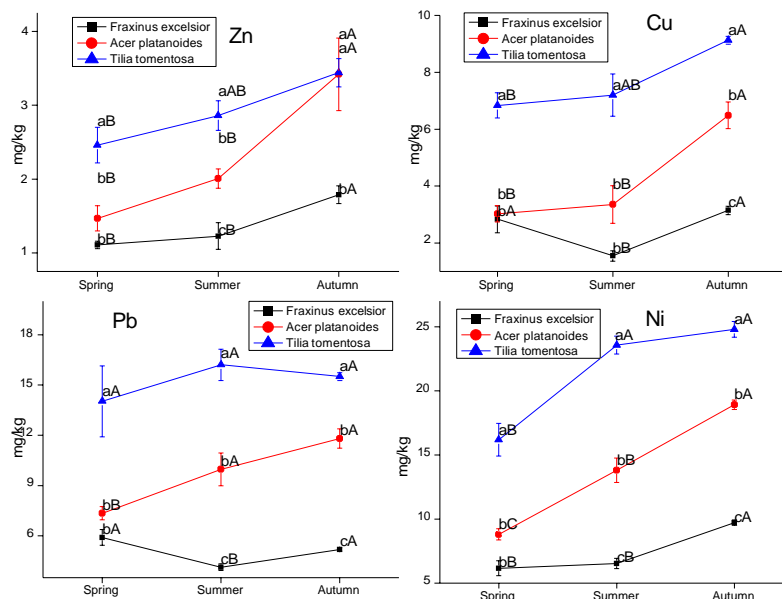 Zn
Fraxinus excelsior
Acer platanoides
Tilia tomentosa
mg/kg
4
3
2
1
aB
bB
bB
aAB
bB
cB
aA
aA
bA
Spring Summer Autumn
Cu
Fraxinus excelsior
Acer platanoides
Tilia tomentosa
mg/kg
10
8
6
4
2
aB
bB
bA
aAB
bB
bB
aA
bA
cA
Spring Summer Autumn
Pb
Fraxinus excelsior
Acer platanoides
Tilia tomentosa
mg/kg
18
15
12
9
6
aA
bB
bA
aA
bA
cB
aA
bA
cA
Spring Summer Autumn
Ni
Fraxinus excelsior
Acer platanoides
Tilia tomentosa
mg/kg
25
20
15
10
5
aB
bC
bB
aA
bB
cB
aA
bA
cA
Spring Summer Autumn